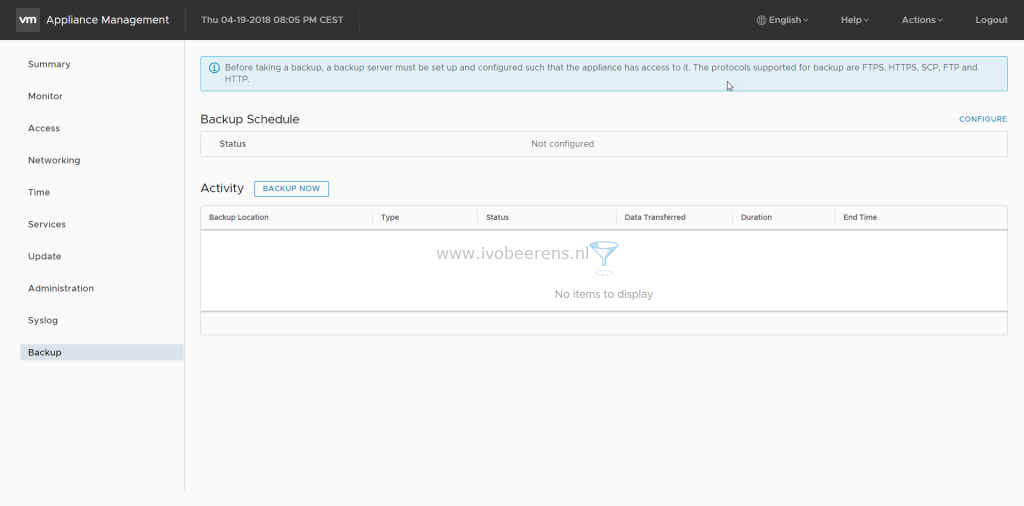 vm Appliance Management Thu 04-19-2018 08:05 PM CEST English Help Actions Logout
Summary
Monitor
Access
Networking
Time
Services
Update
Administration
Syslog
Backup
Before taking a backup, a backup server must be set up and configured such that the appliance has access to it. The protocols supported for backup are FTPS, HTTPS, SCP, FTP and
HTTP.
Backup Schedule CONFIGURE
Status Not configured
Activity BACKUP NOW
Backup Location Type Status Data Transferred Duration End Time
www.ivobeerens.nl
No items to display